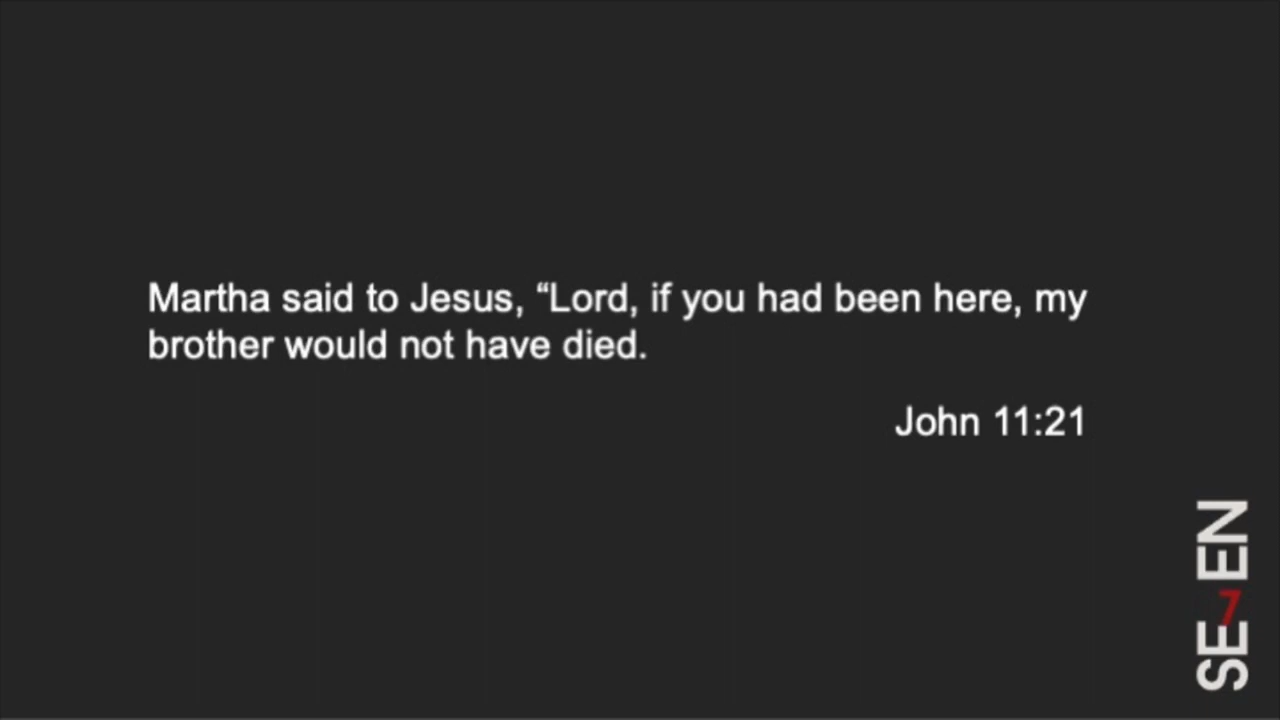 Martha said to Jesus, “Lord, if you had been here, my
brother would not have died.
John 11:21
SE7EN